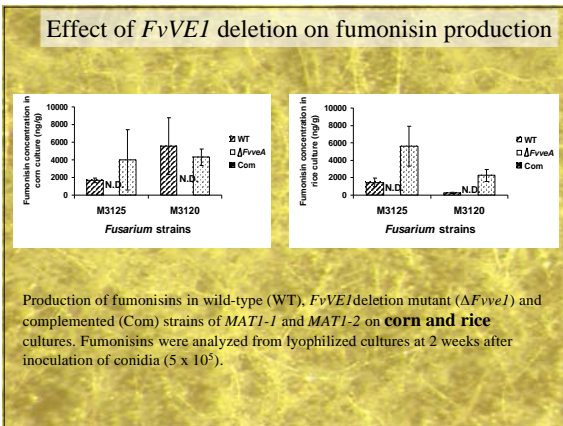 Effect of FvVE1 deletion on fumonisin production
Fumonisin concentration in
corn culture (ng/g)
10000
8000
6000
4000
2000
0
N.D.
N.D.
M3125 M3120
Fusarium strains
WT
ΔFvveA
Com
Fumonisin concentration in
rice culture (ng/g)
10000
8000
6000
4000
2000
0
N.D.
N.D.
M3125 M3120
Fusarium strains
WT
ΔFvveA
Com
Production of fumonisins in wild-type (WT), FvVE1deletion mutant (ΔFvve1) and
complemented (Com) strains of MAT1-1 and MAT1-2 on corn and rice
cultures. Fumonisins were analyzed from lyophilized cultures at 2 weeks after
inoculation of conidia (5 x 10⁵).